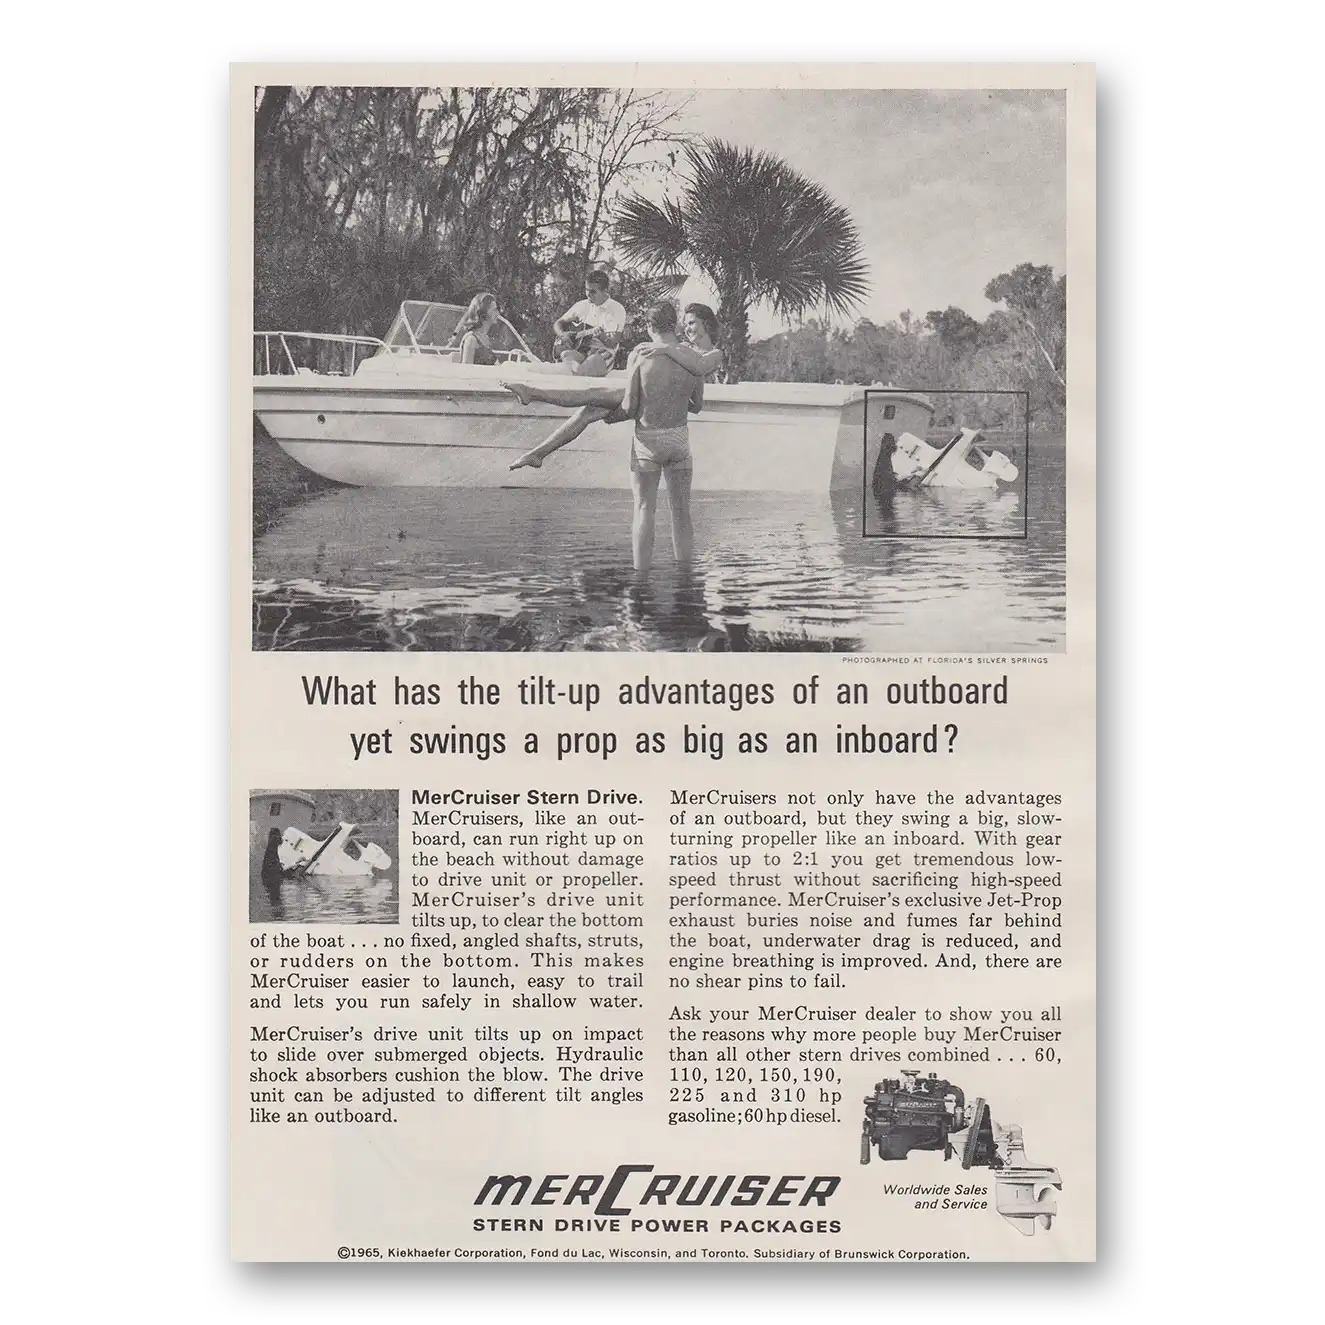 PHOTOGRAPHED AT FLORIDA'S SILVER SPRINGS
What has the tilt-up advantages of an outboard
yet swings a prop as big as an inboard?
MerCruiser Stern Drive.
MerCruisers, like an out-
board, can run right up on
the beach without damage
to drive unit or propeller.
MerCruiser's drive unit
tilts up, to clear the bottom
of the boat . . . no fixed, angled shafts, struts,
or rudders on the bottom. This makes
MerCruiser easier to launch, easy to trail
and lets you run safely in shallow water.
MerCruiser's drive unit tilts up on impact
to slide over submerged objects. Hydraulic
shock absorbers cushion the blow. The drive
unit can be adjusted to different tilt angles
like an outboard.
MerCruisers not only have the advantages
of an outboard, but they swing a big, slow-
turning propeller like an inboard. With gear
ratios up to 2:1 you get tremendous low-
speed thrust without sacrificing high-speed
performance. MerCruiser's exclusive Jet-Prop
exhaust buries noise and fumes far behind
the boat, underwater drag is reduced, and
engine breathing is improved. And, there are
no shear pins to fail.
Ask your MerCruiser dealer to show you all
the reasons why more people buy MerCruiser
than all other stern drives combined . . . 60,
110, 120, 150, 190,
225 and 310 hp
gasoline; 60 hp diesel.
Worldwide Sales
and Service
MERCRUISER
STERN DRIVE POWER PACKAGES
©1965, Kiekhaefer Corporation, Fond du Lac, Wisconsin, and Toronto. Subsidiary of Brunswick Corporation.